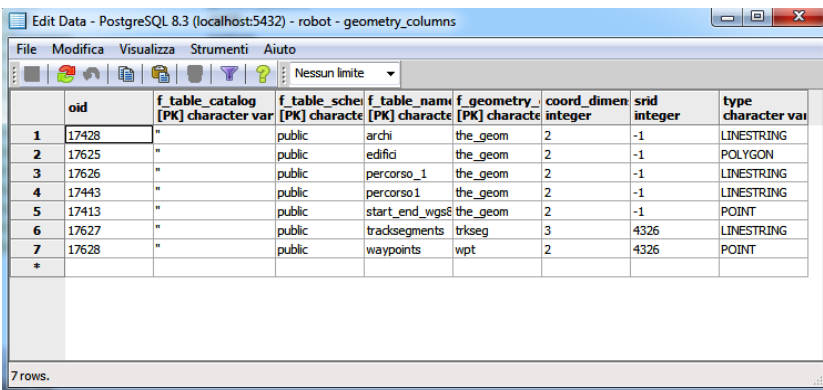 Edit Data - PostgreSQL 8.3 (localhost:5432) - robot - geometry_columns
File Modifica Visualizza Strumenti Aiuto
Nessun limite
oid f_table_catalog f_table_schei f_table_name f_geometry_ coord_dimen: srid type
[PK] character var [PK] characte [PK] characte [PK] characte integer integer character var
1 17428 '' public archi the_geom 2 -1 LINESTRING
2 17625 '' public edifici the_geom 2 -1 POLYGON
3 17626 '' public percorso_1 the_geom 2 -1 LINESTRING
4 17443 '' public percorso1 the_geom 2 -1 LINESTRING
5 17413 '' public start_end_wgs8 the_geom 2 -1 POINT
6 17627 '' public tracksegments trkseg 3 4326 LINESTRING
7 17628 '' public waypoints wpt 2 4326 POINT
*
7 rows.